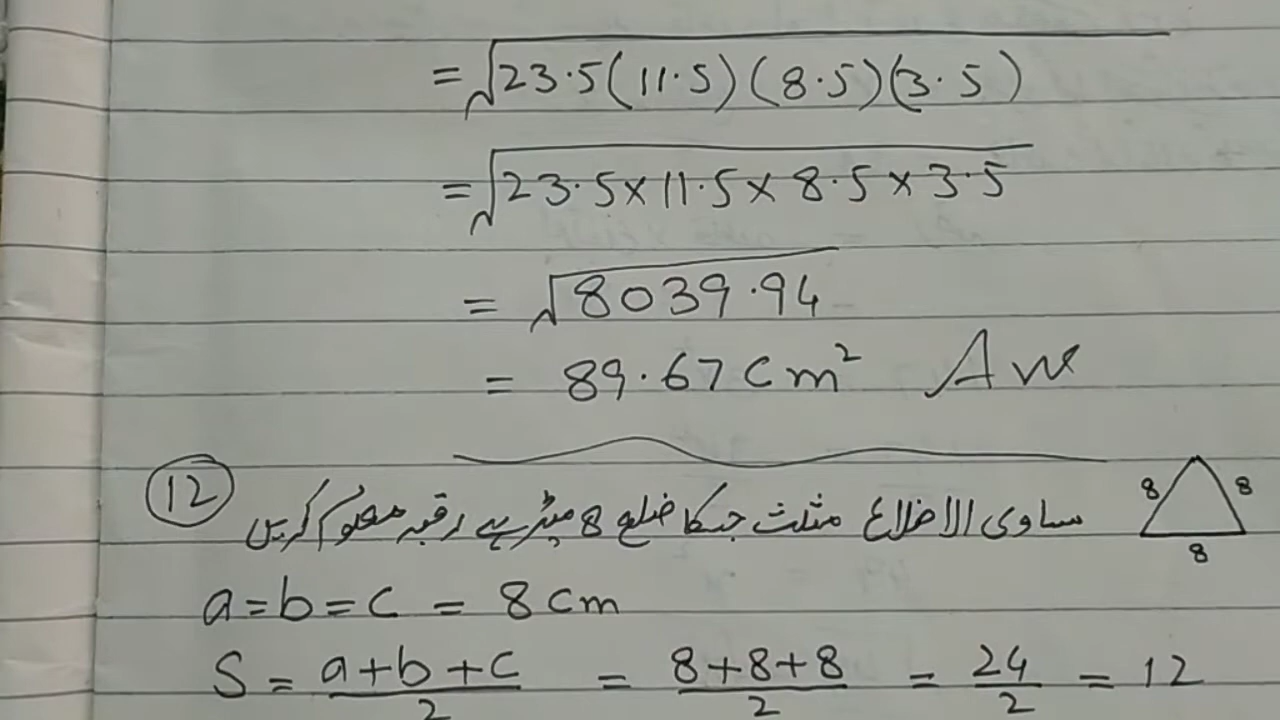 = √23.5(11.5)(8.5)(3.5)
= √23.5×11.5×8.5×3.5
= √8039.94
= 89.67 cm² Ans
12 مساوی الاضلاع مثلث جسکا ضلع 8 میٹر ہے رقبہ معلوم کریں
8 8
8
a=b=c = 8 cm
S = a+b+c/2 = 8+8+8/2 = 24/2 = 12